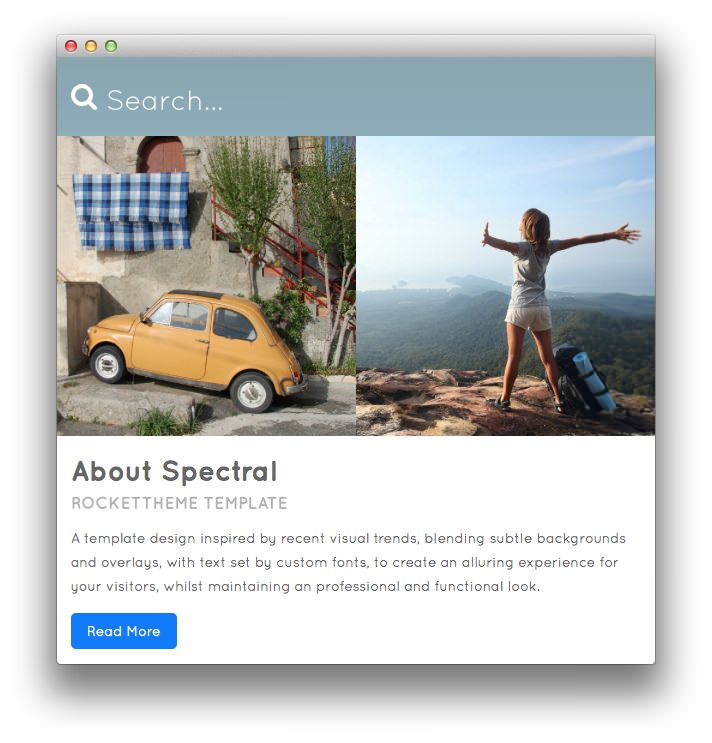 Search...
About Spectral
ROCKETTHEME TEMPLATE
A template design inspired by recent visual trends, blending subtle backgrounds
and overlays, with text set by custom fonts, to create an alluring experience for
your visitors, whilst maintaining an professional and functional look.
Read More